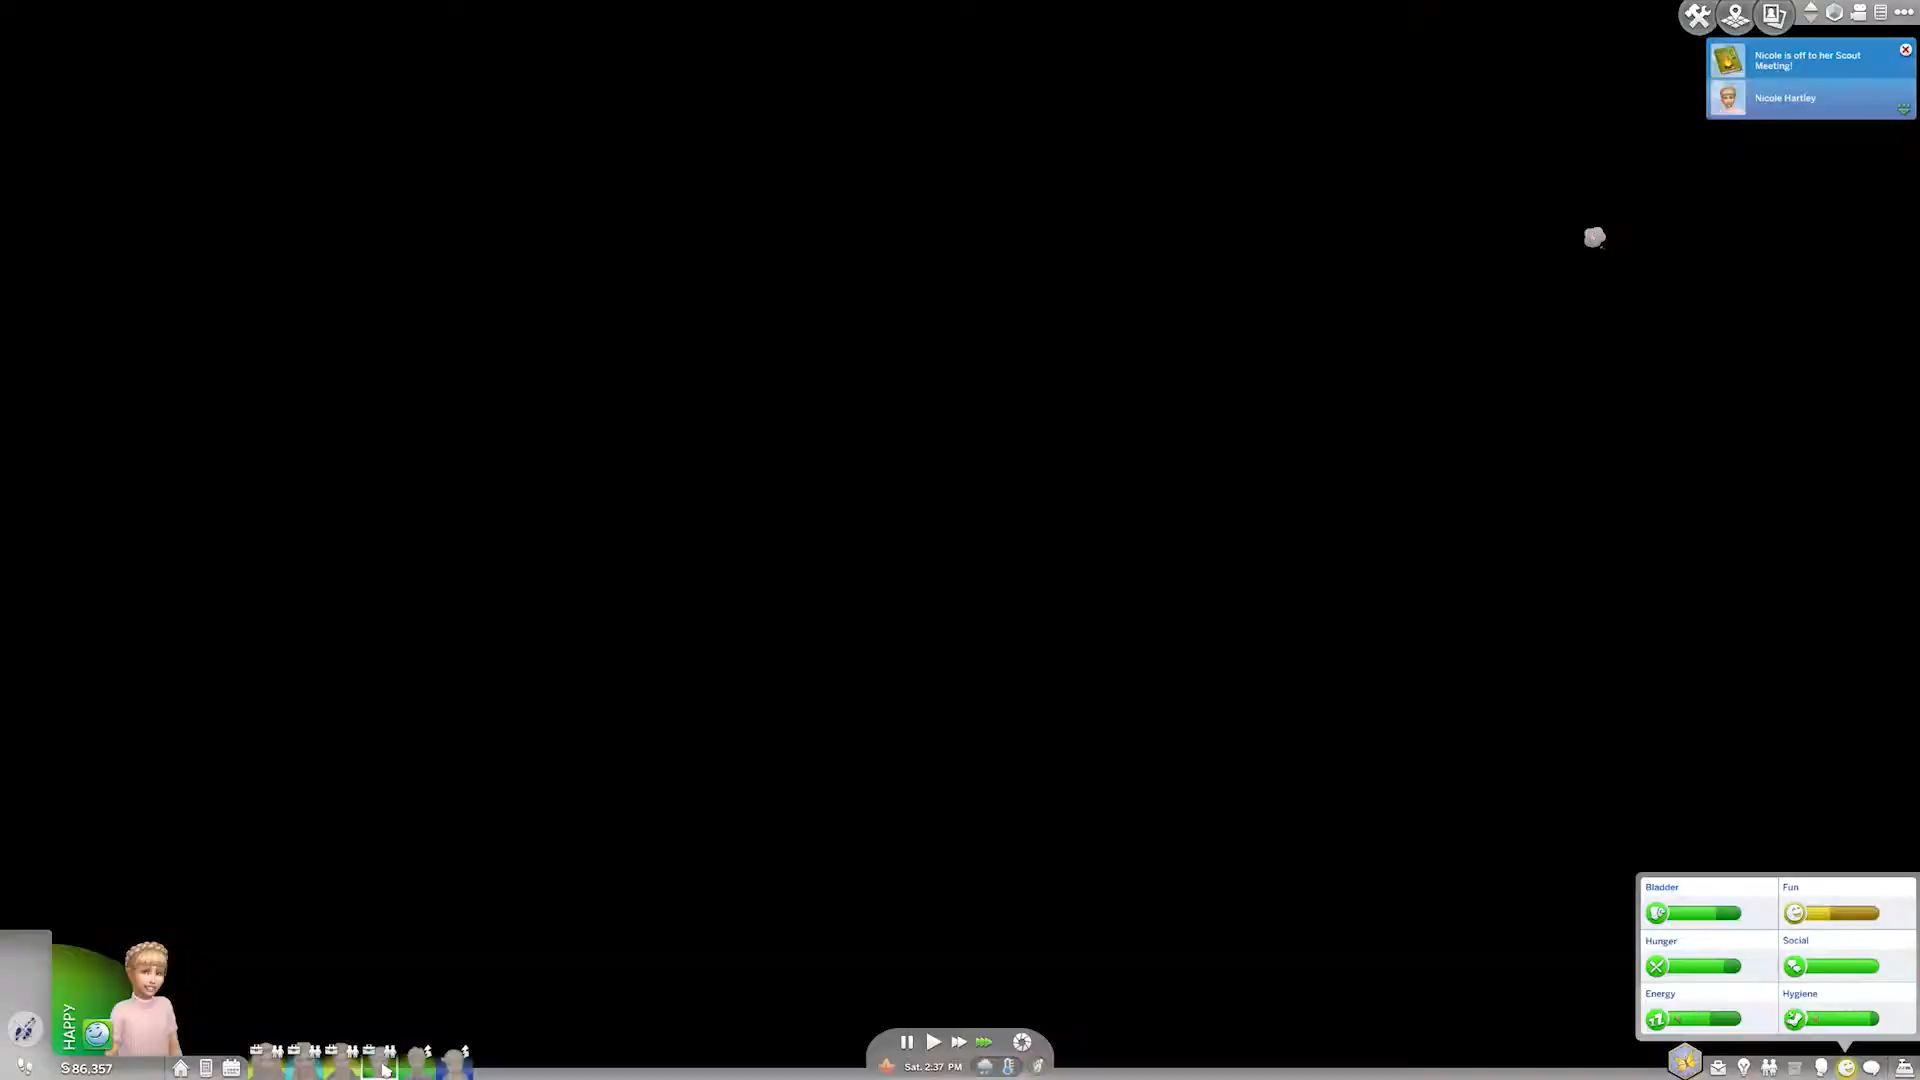 Nicole is off to her Scout
Meeting!
Nicole Hartley
Bladder
Fun
Hunger
Social
Energy
Hygiene
HAPPY
§86,357
Sat. 2:37 PM